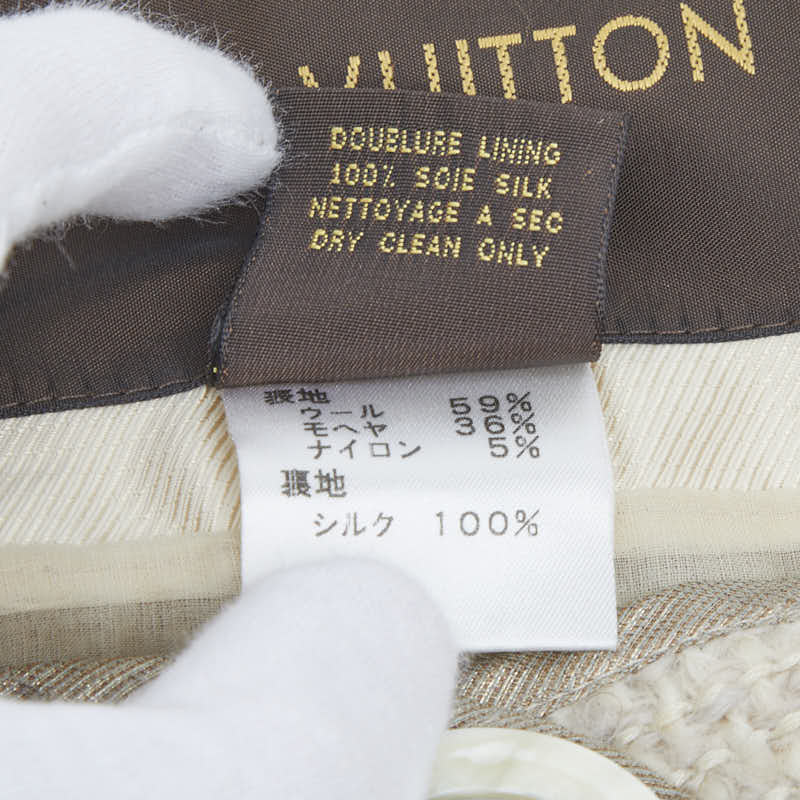 VUITTON
DOUBLURE LINING
100% SOIE SILK
NETTOYAGE A SEC
DRY CLEAN ONLY
表地
ウール 59%
モヘヤ 36%
ナイロン 5%
裏地
シルク 100%